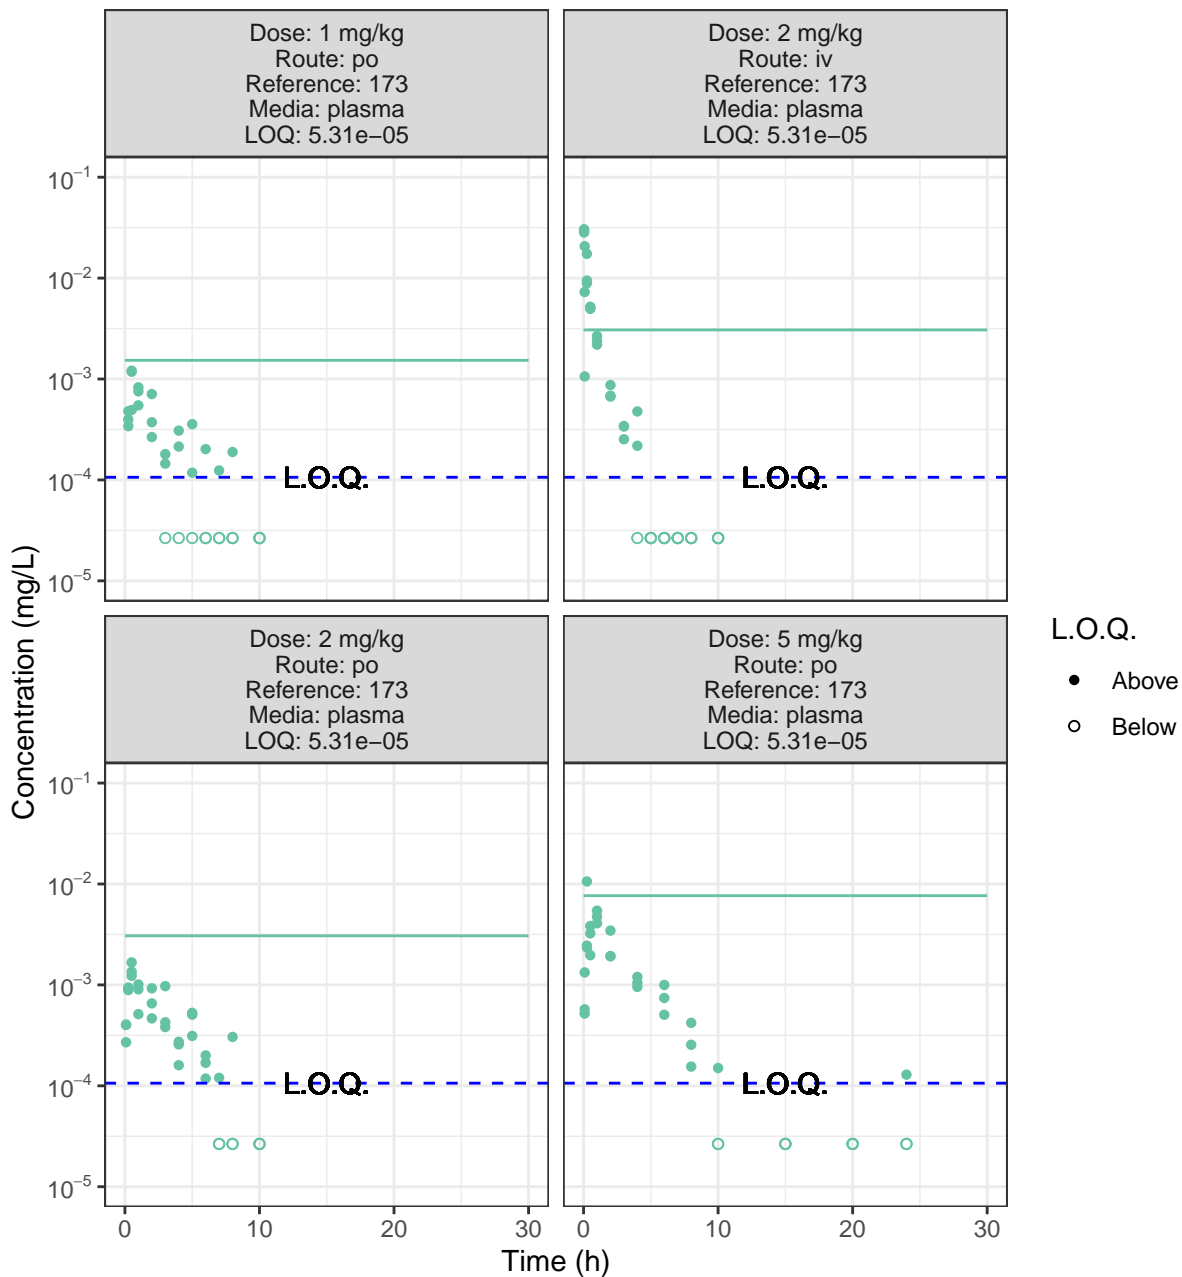 Dose: 1 mg/kg
Route: po
Reference: 173
Media: plasma
LOQ: 5.31e−05
Dose: 2 mg/kg
Route: iv
Reference: 173
Media: plasma
LOQ: 5.31e−05
10⁻¹
10⁻²
10⁻³
10⁻⁴
10⁻⁵
L.O.Q.
L.O.Q.
Dose: 2 mg/kg
Route: po
Reference: 173
Media: plasma
LOQ: 5.31e−05
Dose: 5 mg/kg
Route: po
Reference: 173
Media: plasma
LOQ: 5.31e−05
10⁻¹
10⁻²
10⁻³
10⁻⁴
10⁻⁵
L.O.Q.
L.O.Q.
0 10 20 30
0 10 20 30
Time (h)
Concentration (mg/L)
L.O.Q.
Above
Below